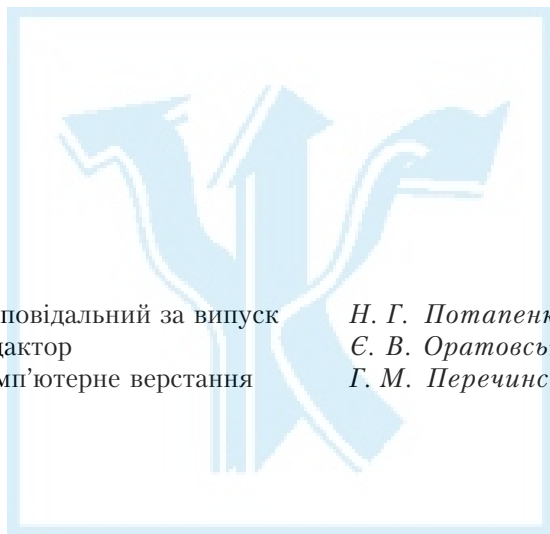 повідальний за випуск Н. Г. Потапенк
дактор Є. В. Оратовсь
мп'ютерне верстання Г. М. Перечинс